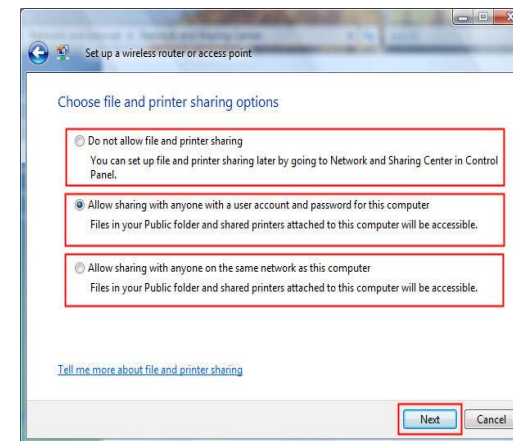 Set up a wireless router or access point
Choose file and printer sharing options
Do not allow file and printer sharing
You can set up file and printer sharing later by going to Network and Sharing Center in Control
Panel.
Allow sharing with anyone with a user account and password for this computer
Files in your Public folder and shared printers attached to this computer will be accessible.
Allow sharing with anyone on the same network as this computer
Files in your Public folder and shared printers attached to this computer will be accessible.
Tell me more about file and printer sharing
Next
Cancel